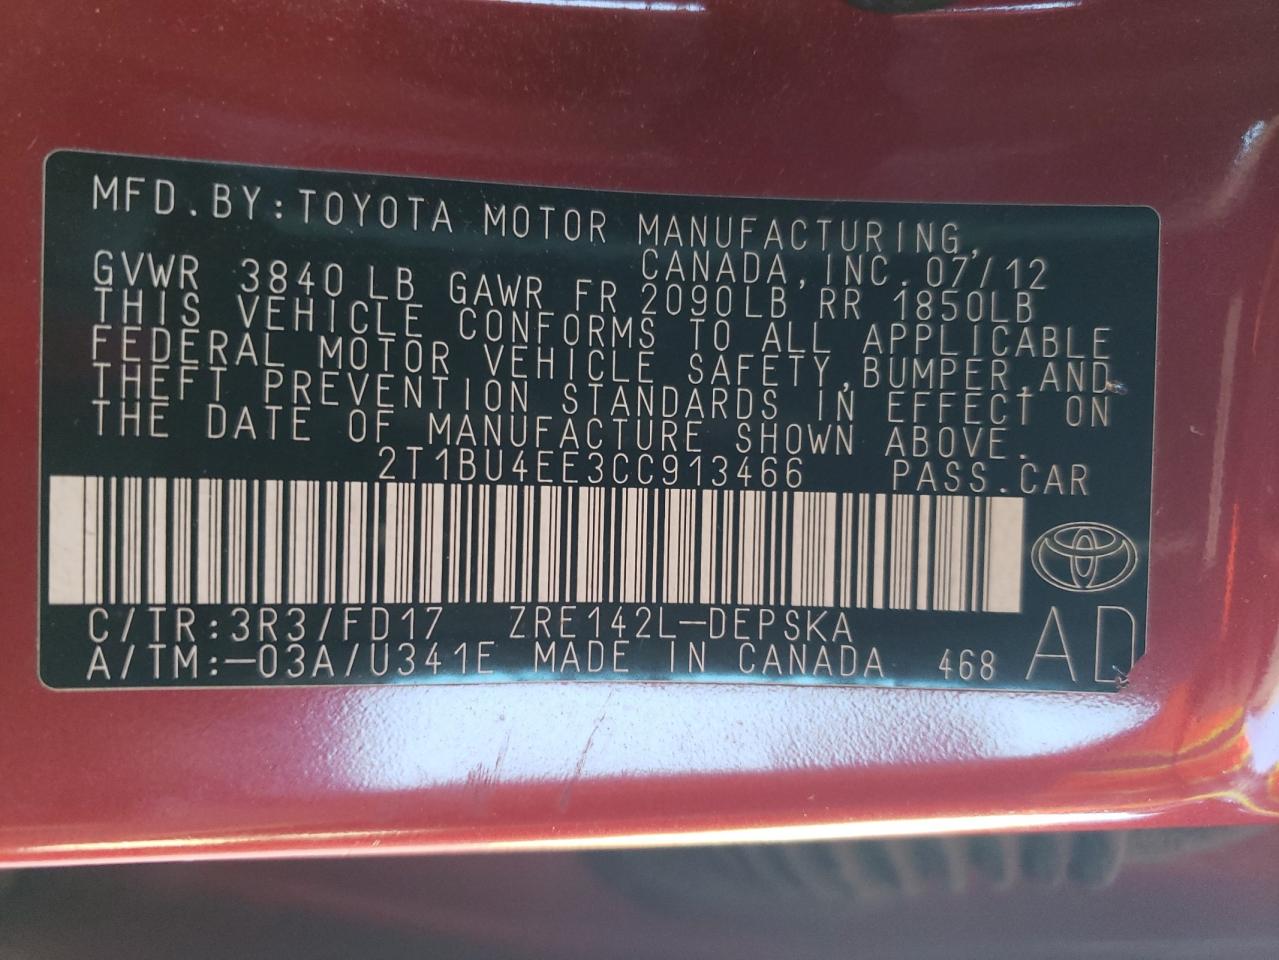 MFD.BY:TOYOTA MOTOR MANUFACTURING,
CANADA,INC.07/12
GVWR 3840 LB GAWR FR 2090LB RR 1850LB
THIS VEHICLE CONFORMS TO ALL APPLICABLE
FEDERAL MOTOR VEHICLE SAFETY,BUMPER,AND
THEFT PREVENTION STANDARDS IN EFFECT ON
THE DATE OF MANUFACTURE SHOWN ABOVE.
2T1BU4EE3CC913466 PASS.CAR
C/TR:3R3/FD17 ZRE142L-DEPSKA
A/TM:-03A/U341E MADE IN CANADA 468
AD